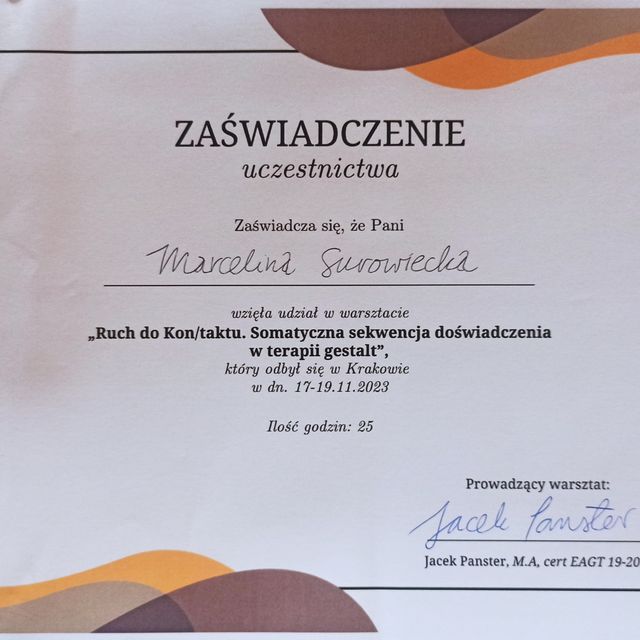 ZAŚWIADCZENIE
uczestnictwa
Zaświadcza się, że Pani
Marcelina Surowiecka
wzięła udział w warsztacie
„Ruch do Kon/taktu. Somatyczna sekwencja doświadczenia
w terapii gestalt”,
który odbył się w Krakowie
w dn. 17-19.11.2023
Ilość godzin: 25
Prowadzący warsztat:
Jacek Panster
Jacek Panster, M.A, cert EAGT 19-20